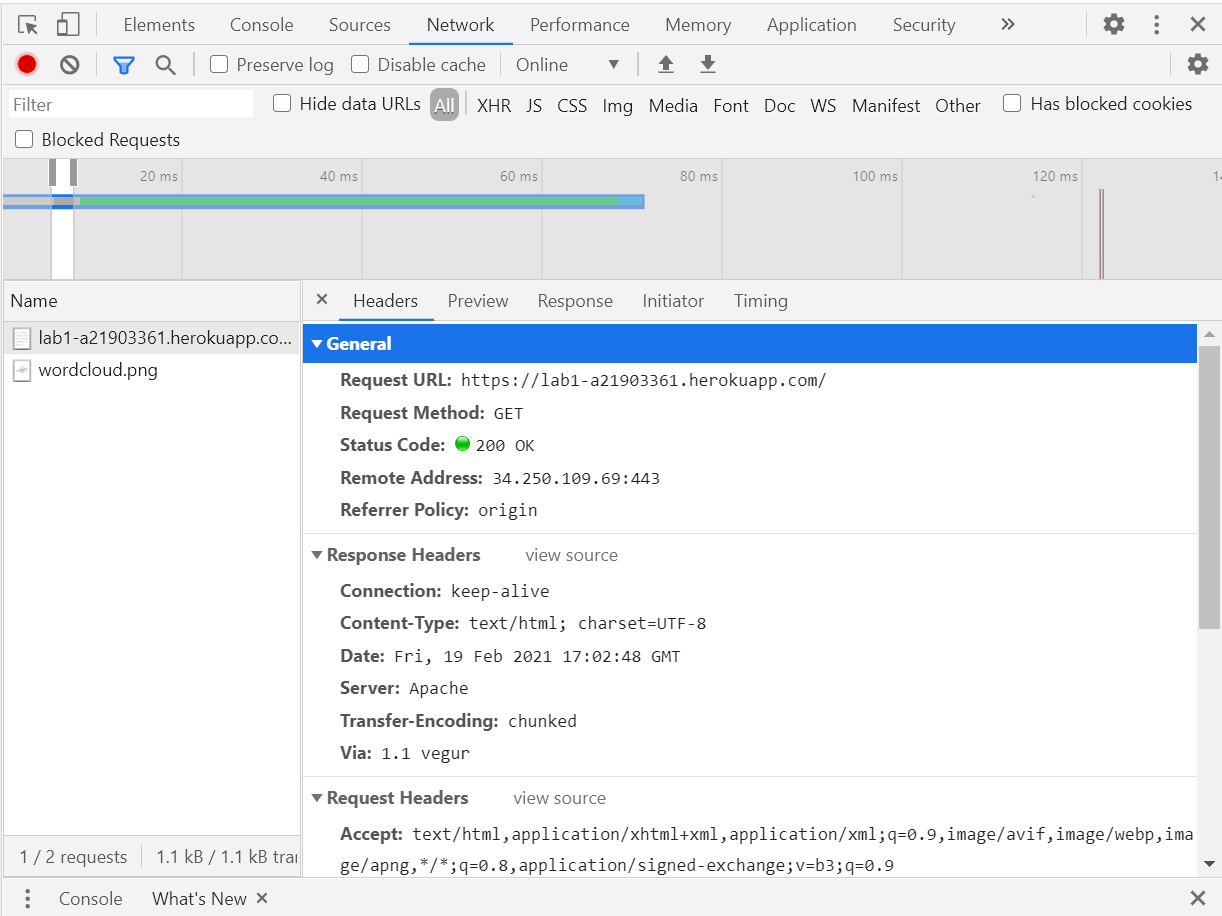 Elements Console Sources Network Performance Memory Application Security »
Preserve log Disable cache Online
Filter Hide data URLs All XHR JS CSS Img Media Font Doc WS Manifest Other Has blocked cookies
Blocked Requests
20 ms 40 ms 60 ms 80 ms 100 ms 120 ms
Name
lab1-a21903361.herokuapp.co...
wordcloud.png
1 / 2 requests 1.1 kB / 1.1 kB
× Headers Preview Response Initiator Timing
General
Request URL: https://lab1-a21903361.herokuapp.com/
Request Method: GET
Status Code: 200 OK
Remote Address: 34.250.109.69:443
Referrer Policy: origin
Response Headers view source
Connection: keep-alive
Content-Type: text/html; charset=UTF-8
Date: Fri, 19 Feb 2021 17:02:48 GMT
Server: Apache
Transfer-Encoding: chunked
Via: 1.1 vegur
Request Headers view source
Accept: text/html,application/xhtml+xml,application/xml;q=0.9,image/avif,image/webp,ima
ge/apng,*/*;q=0.8,application/signed-exchange;v=b3;q=0.9
Console What's New ×